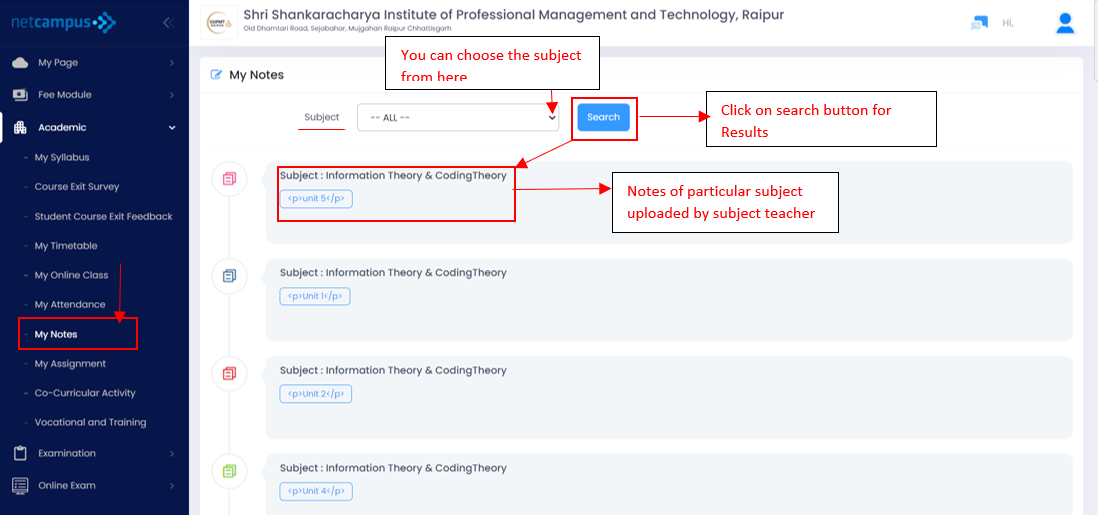 netcampus
SSIPMT
RAIPUR
Shri Shankaracharya Institute of Professional Management and Technology, Raipur
Old Dhamtari Road, Sejabahar, Mujgahan Raipur Chhattisgarh
Hi,
My Page
Fee Module
Academic
- My Syllabus
- Course Exit Survey
- Student Course Exit Feedback
- My Timetable
- My Online Class
- My Attendance
- My Notes
- My Assignment
- Co-Curricular Activity
- Vocational and Training
Examination
Online Exam
My Notes
You can choose the subject
from here
Subject
-- ALL --
Search
Click on search button for
Results
Subject : Information Theory & CodingTheory
<p>unit 5</p>
Notes of particular subject
uploaded by subject teacher
Subject : Information Theory & CodingTheory
<p>Unit 1</p>
Subject : Information Theory & CodingTheory
<p>Unit 2</p>
Subject : Information Theory & CodingTheory
<p>Unit 4</p>